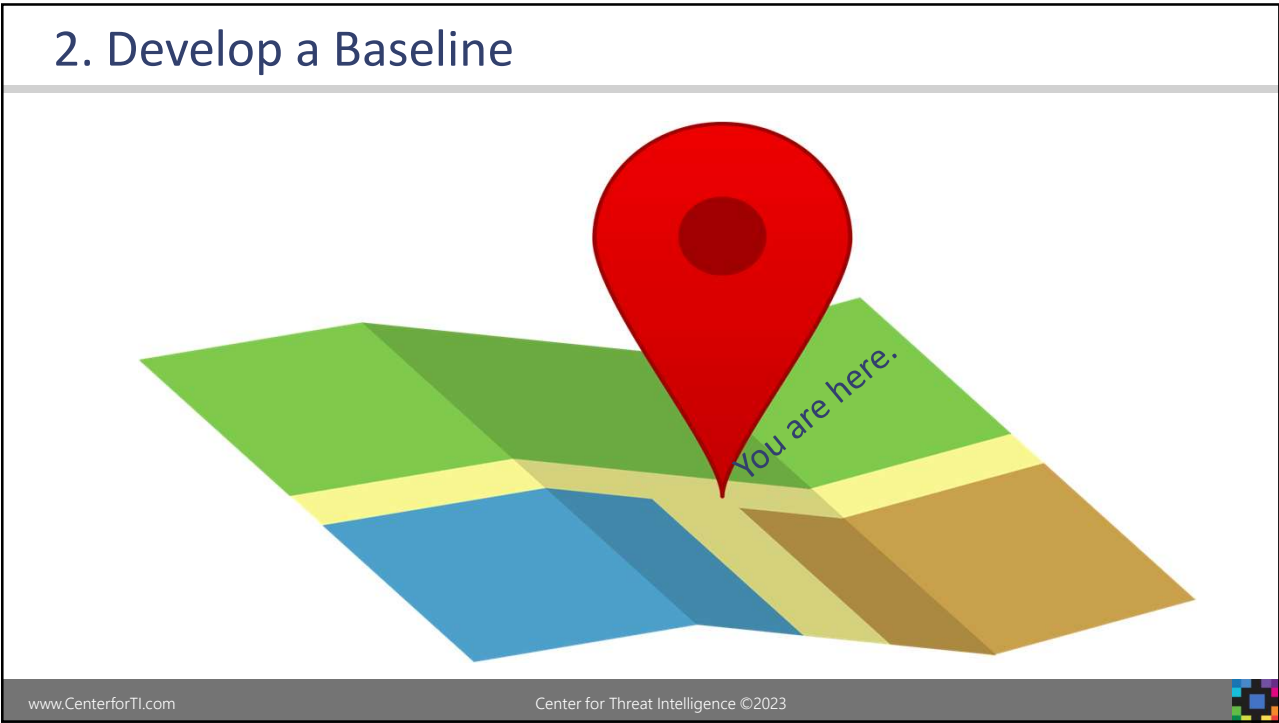 2. Develop a Baseline
You are here.
www.CenterforTI.com
Center for Threat Intelligence ©2023